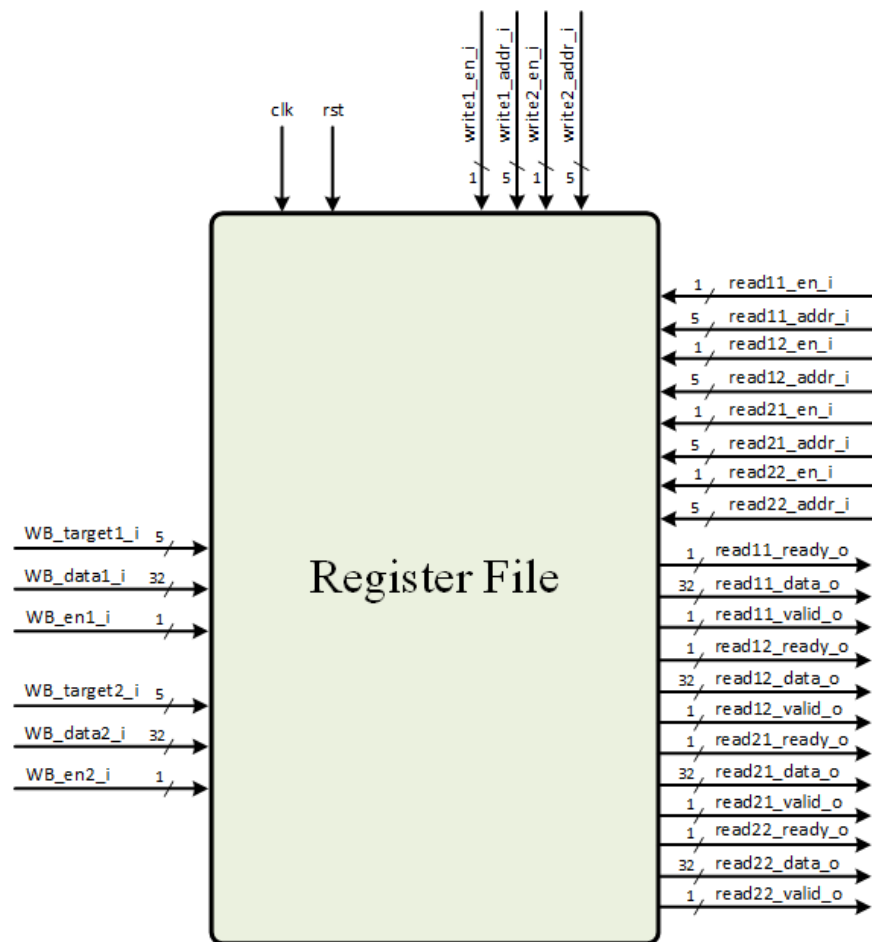 clk
rst
write1_en_i
write1_addr_i
write2_en_i
write2_addr_i
1
5
1
5
1 read11_en_i
5 read11_addr_i
1 read12_en_i
5 read12_addr_i
1 read21_en_i
5 read21_addr_i
1 read22_en_i
5 read22_addr_i
WB_target1_i 5
WB_data1_i 32
WB_en1_i 1
WB_target2_i 5
WB_data2_i 32
WB_en2_i 1
Register File
1 read11_ready_o
32 read11_data_o
1 read11_valid_o
1 read12_ready_o
32 read12_data_o
1 read12_valid_o
1 read21_ready_o
32 read21_data_o
1 read21_valid_o
1 read22_ready_o
32 read22_data_o
1 read22_valid_o